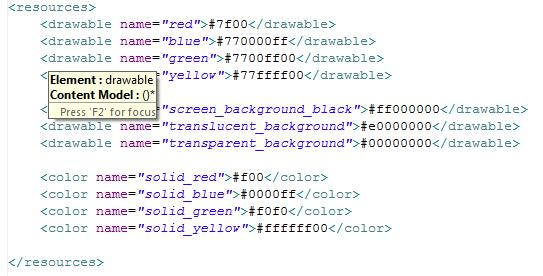 <resources>
<drawable name="red">#7f00</drawable>
<drawable name="blue">#770000ff</drawable>
<drawable name="green">#7700ff00</drawable>
<yellow">#77ffff00</drawable>
Element : drawable
Content Model : ()*
Press 'F2' for focus
<"screen_background_black">#ff000000</drawable>
<drawable name="translucent_background">#e0000000</drawable>
<drawable name="transparent_background">#00000000</drawable>
<color name="solid_red">#f00</color>
<color name="solid_blue">#0000ff</color>
<color name="solid_green">#f0f0</color>
<color name="solid_yellow">#ffffff00</color>
</resources>